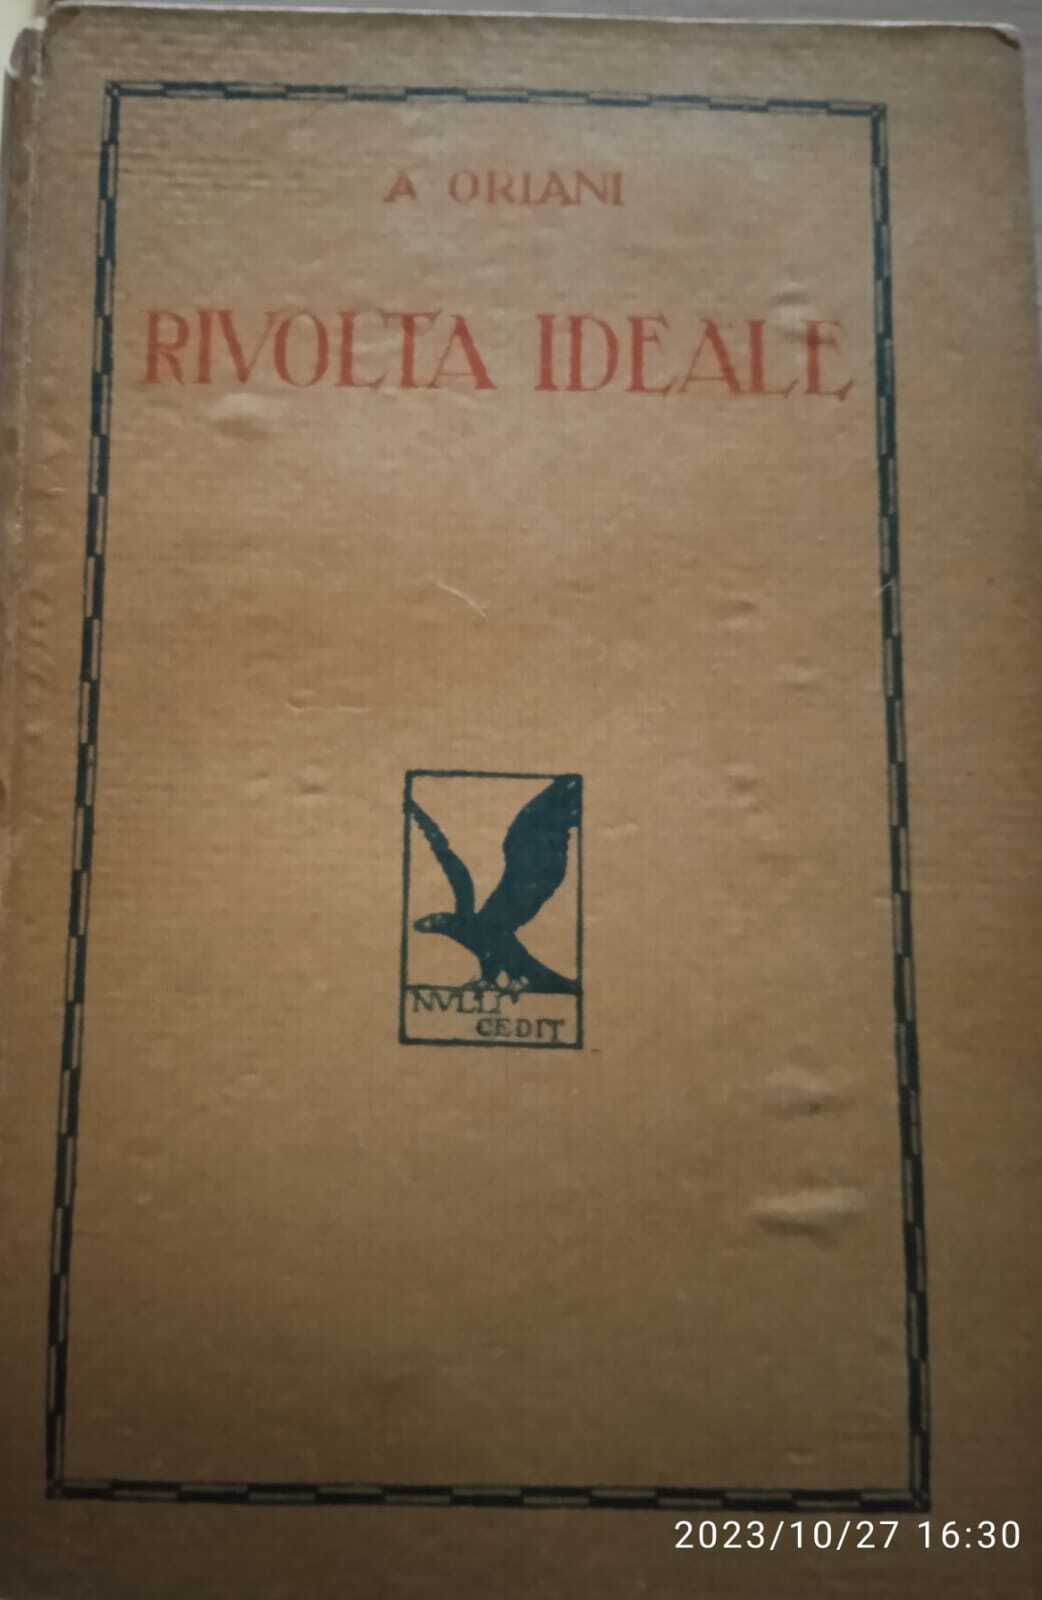 A ORIANI
RIVOLTA IDEALE
NVLLI
CEDIT
2023/10/27 16:30